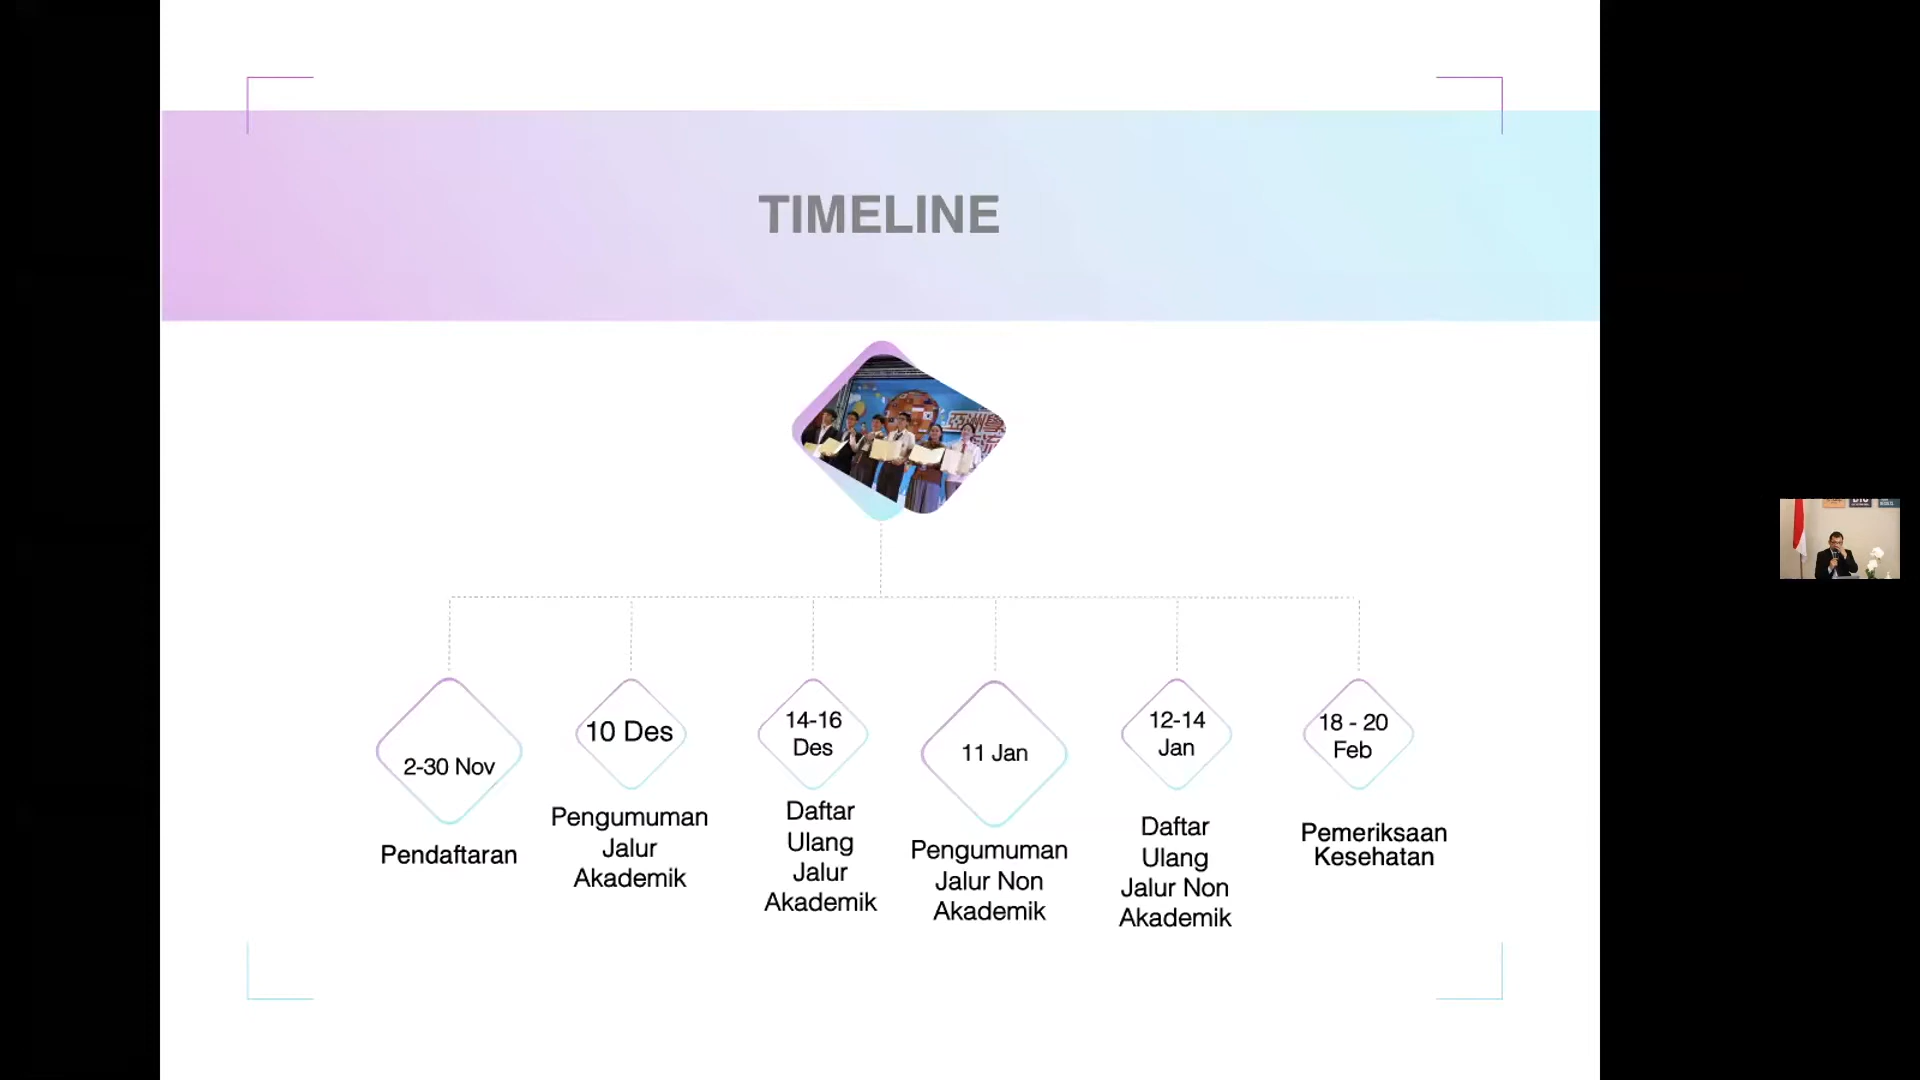 TIMELINE
2-30 Nov
Pendaftaran
10 Des
Pengumuman
Jalur
Akademik
14-16
Des
Daftar
Ulang
Jalur
Akademik
11 Jan
Pengumuman
Jalur Non
Akademik
12-14
Jan
Daftar
Ulang
Jalur Non
Akademik
18 - 20
Feb
Pemeriksaan
Kesehatan